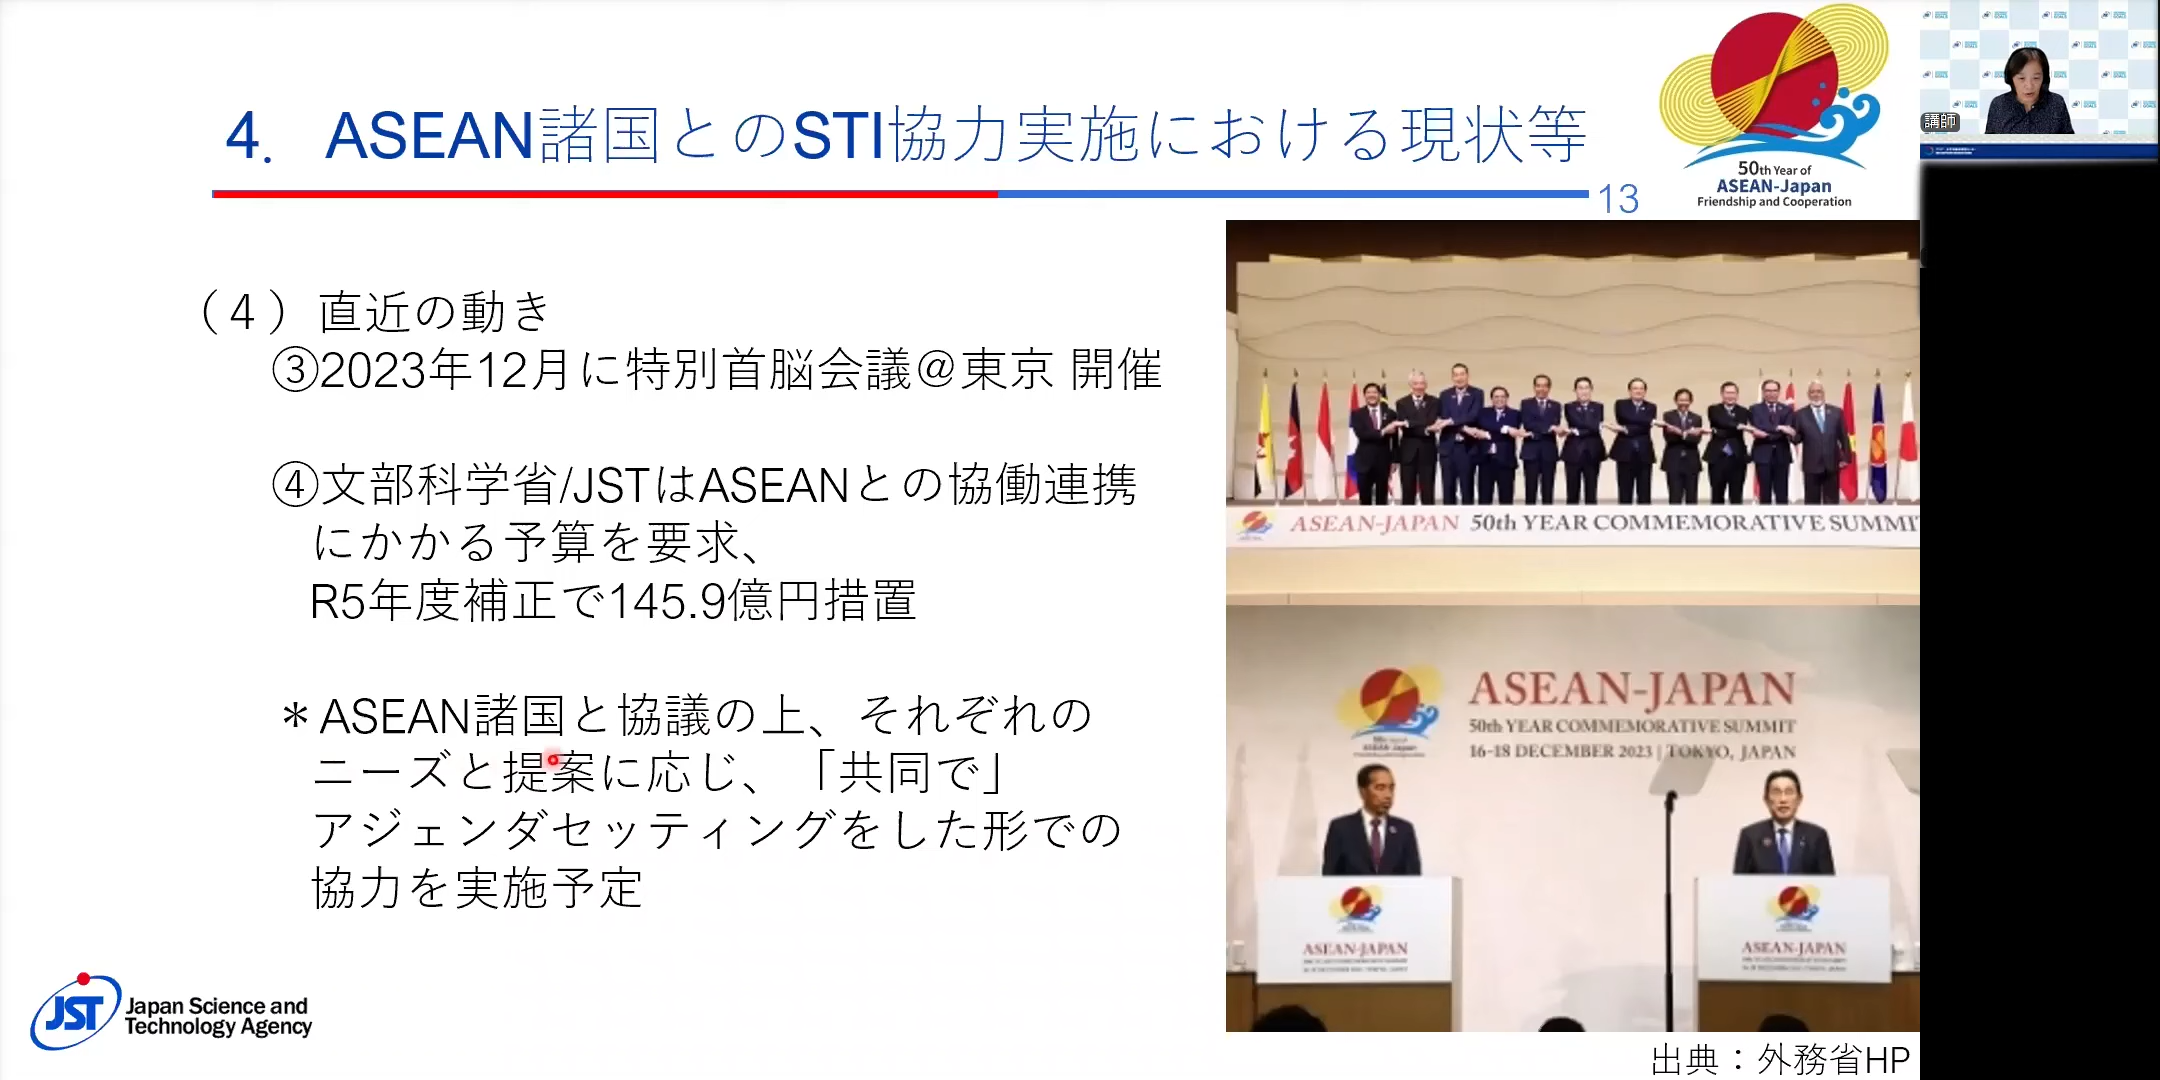 4． ASEAN諸国とのSTI協力実施における現状等
13
50th Year of
ASEAN-Japan
Friendship and Cooperation
講師
（４）直近の動き
③2023年12月に特別首脳会議＠東京 開催
④文部科学省/JSTはASEANとの協働連携
にかかる予算を要求、
R5年度補正で145.9億円措置
＊ASEAN諸国と協議の上、それぞれの
ニーズと提案に応じ、「共同で」
アジェンダセッティングをした形での
協力を実施予定
ASEAN-JAPAN 50th YEAR COMMEMORATIVE SUMMIT
ASEAN-JAPAN
50th YEAR COMMEMORATIVE SUMMIT
16-18 DECEMBER 2023 | TOKYO, JAPAN
ASEAN-JAPAN
ASEAN-JAPAN
JST
Japan Science and
Technology Agency
出典：外務省HP